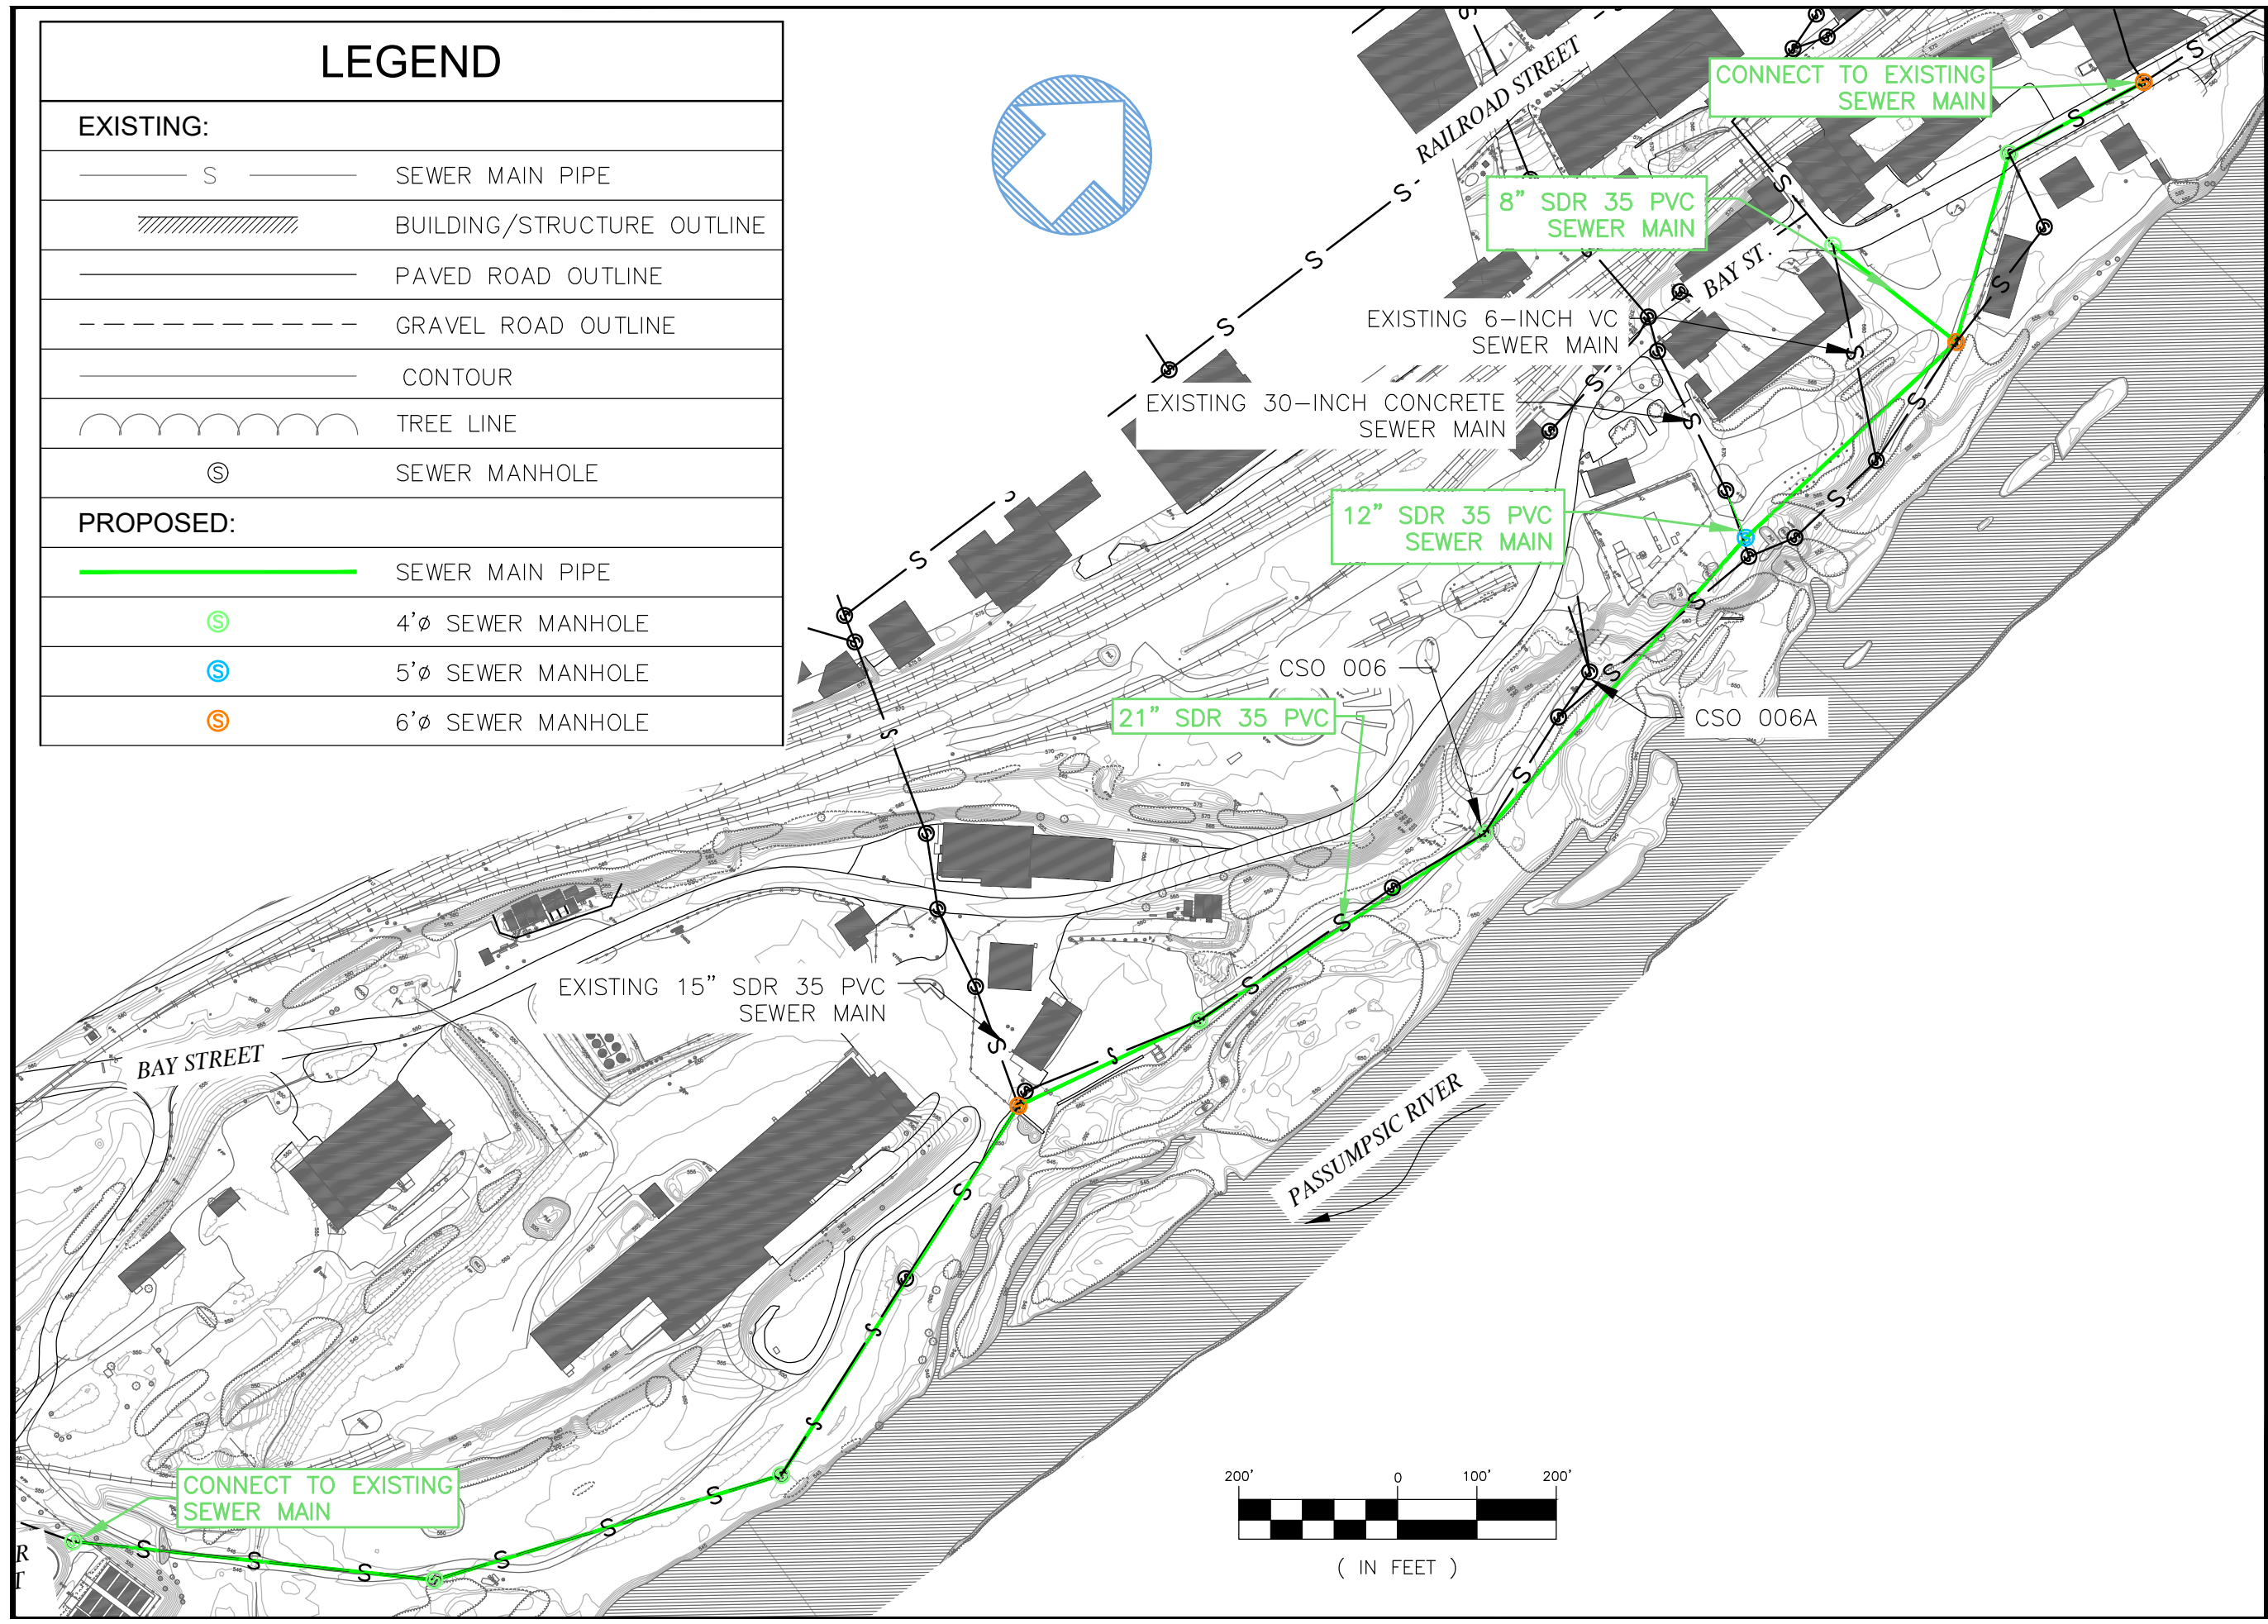 LEGEND
EXISTING:
S
SEWER MAIN PIPE
BUILDING/STRUCTURE OUTLINE
PAVED ROAD OUTLINE
GRAVEL ROAD OUTLINE
CONTOUR
TREE LINE
S
SEWER MANHOLE
PROPOSED:
SEWER MAIN PIPE
S
4'ø SEWER MANHOLE
S
5'ø SEWER MANHOLE
S
6'ø SEWER MANHOLE
RAILROAD STREET
CONNECT TO EXISTING
SEWER MAIN
8" SDR 35 PVC
SEWER MAIN
BAY ST.
EXISTING 6-INCH VC
SEWER MAIN
EXISTING 30-INCH CONCRETE
SEWER MAIN
12" SDR 35 PVC
SEWER MAIN
CSO 006
21" SDR 35 PVC
CSO 006A
EXISTING 15" SDR 35 PVC
SEWER MAIN
BAY STREET
PASSUMPSIC RIVER
CONNECT TO EXISTING
SEWER MAIN
R
T
200' 0 100' 200'
( IN FEET )